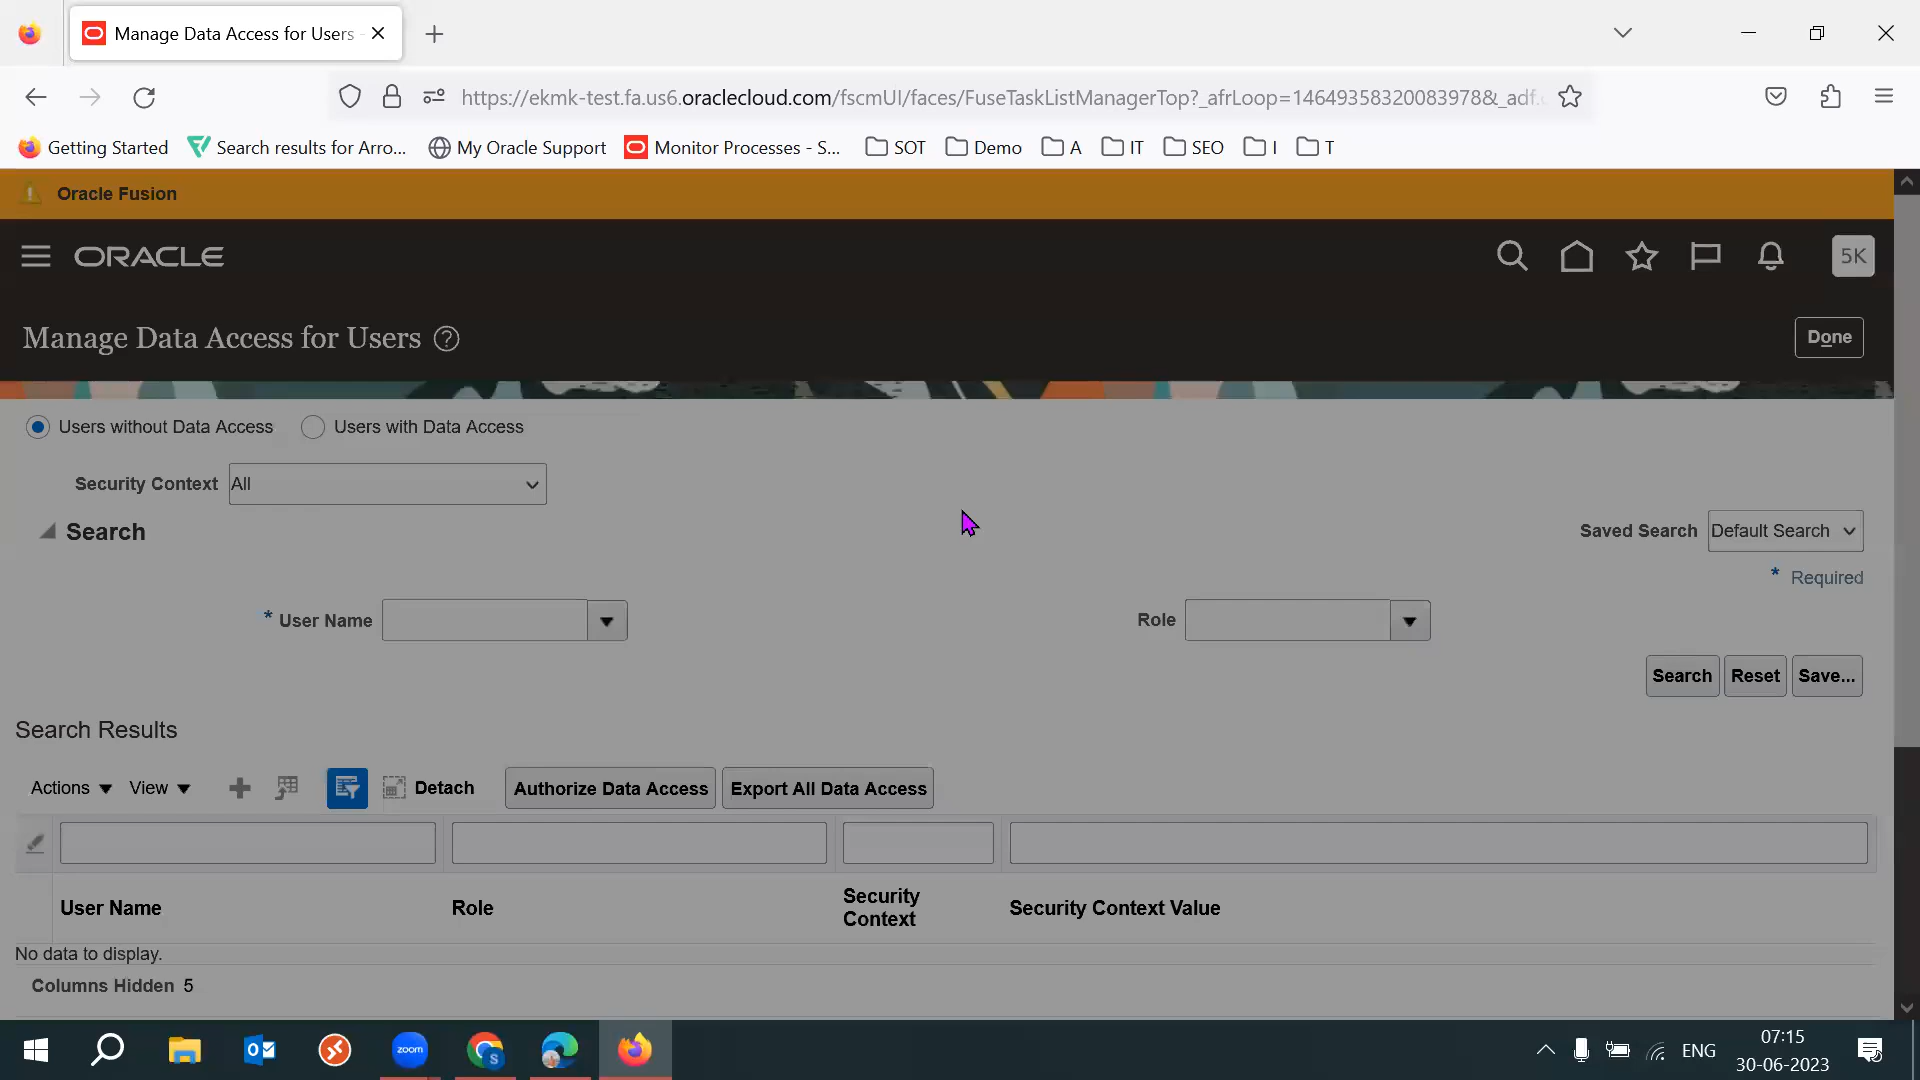 Manage Data Access for Users
https://ekmk-test.fa.us6.oraclecloud.com/fscmUI/faces/FuseTaskListManagerTop?_afrLoop=14649358320083978&_adf.
Getting Started
Search results for Arro...
My Oracle Support
Monitor Processes - S...
SOT
Demo
A
IT
SEO
I
T
Oracle Fusion
ORACLE
5K
Manage Data Access for Users
Done
Users without Data Access
Users with Data Access
Security Context All
Search
Saved Search Default Search
* Required
* User Name
Role
Search Reset Save...
Search Results
Actions View Detach Authorize Data Access Export All Data Access
User Name Role Security Context Security Context Value
No data to display.
Columns Hidden 5
zoom
S
ENG
07:15
30-06-2023